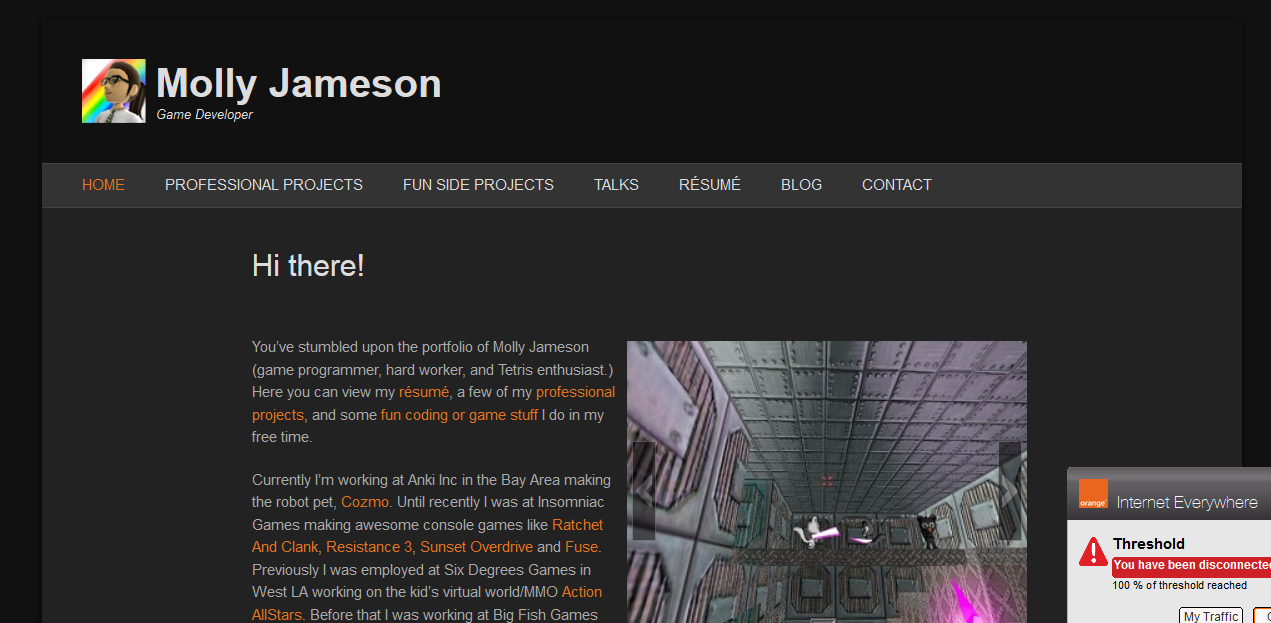 Molly Jameson
Game Developer
HOME PROFESSIONAL PROJECTS FUN SIDE PROJECTS TALKS RÉSUMÉ BLOG CONTACT
Hi there!
You've stumbled upon the portfolio of Molly Jameson
(game programmer, hard worker, and Tetris enthusiast.)
Here you can view my résumé, a few of my professional
projects, and some fun coding or game stuff I do in my
free time.
Currently I'm working at Anki Inc in the Bay Area making
the robot pet, Cozmo. Until recently I was at Insomniac
Games making awesome console games like Ratchet
And Clank, Resistance 3, Sunset Overdrive and Fuse.
Previously I was employed at Six Degrees Games in
West LA working on the kid's virtual world/MMO Action
AllStars. Before that I was working at Big Fish Games
orange Internet Everywhere
Threshold
You have been disconnected
100 % of threshold reached
My Traffic